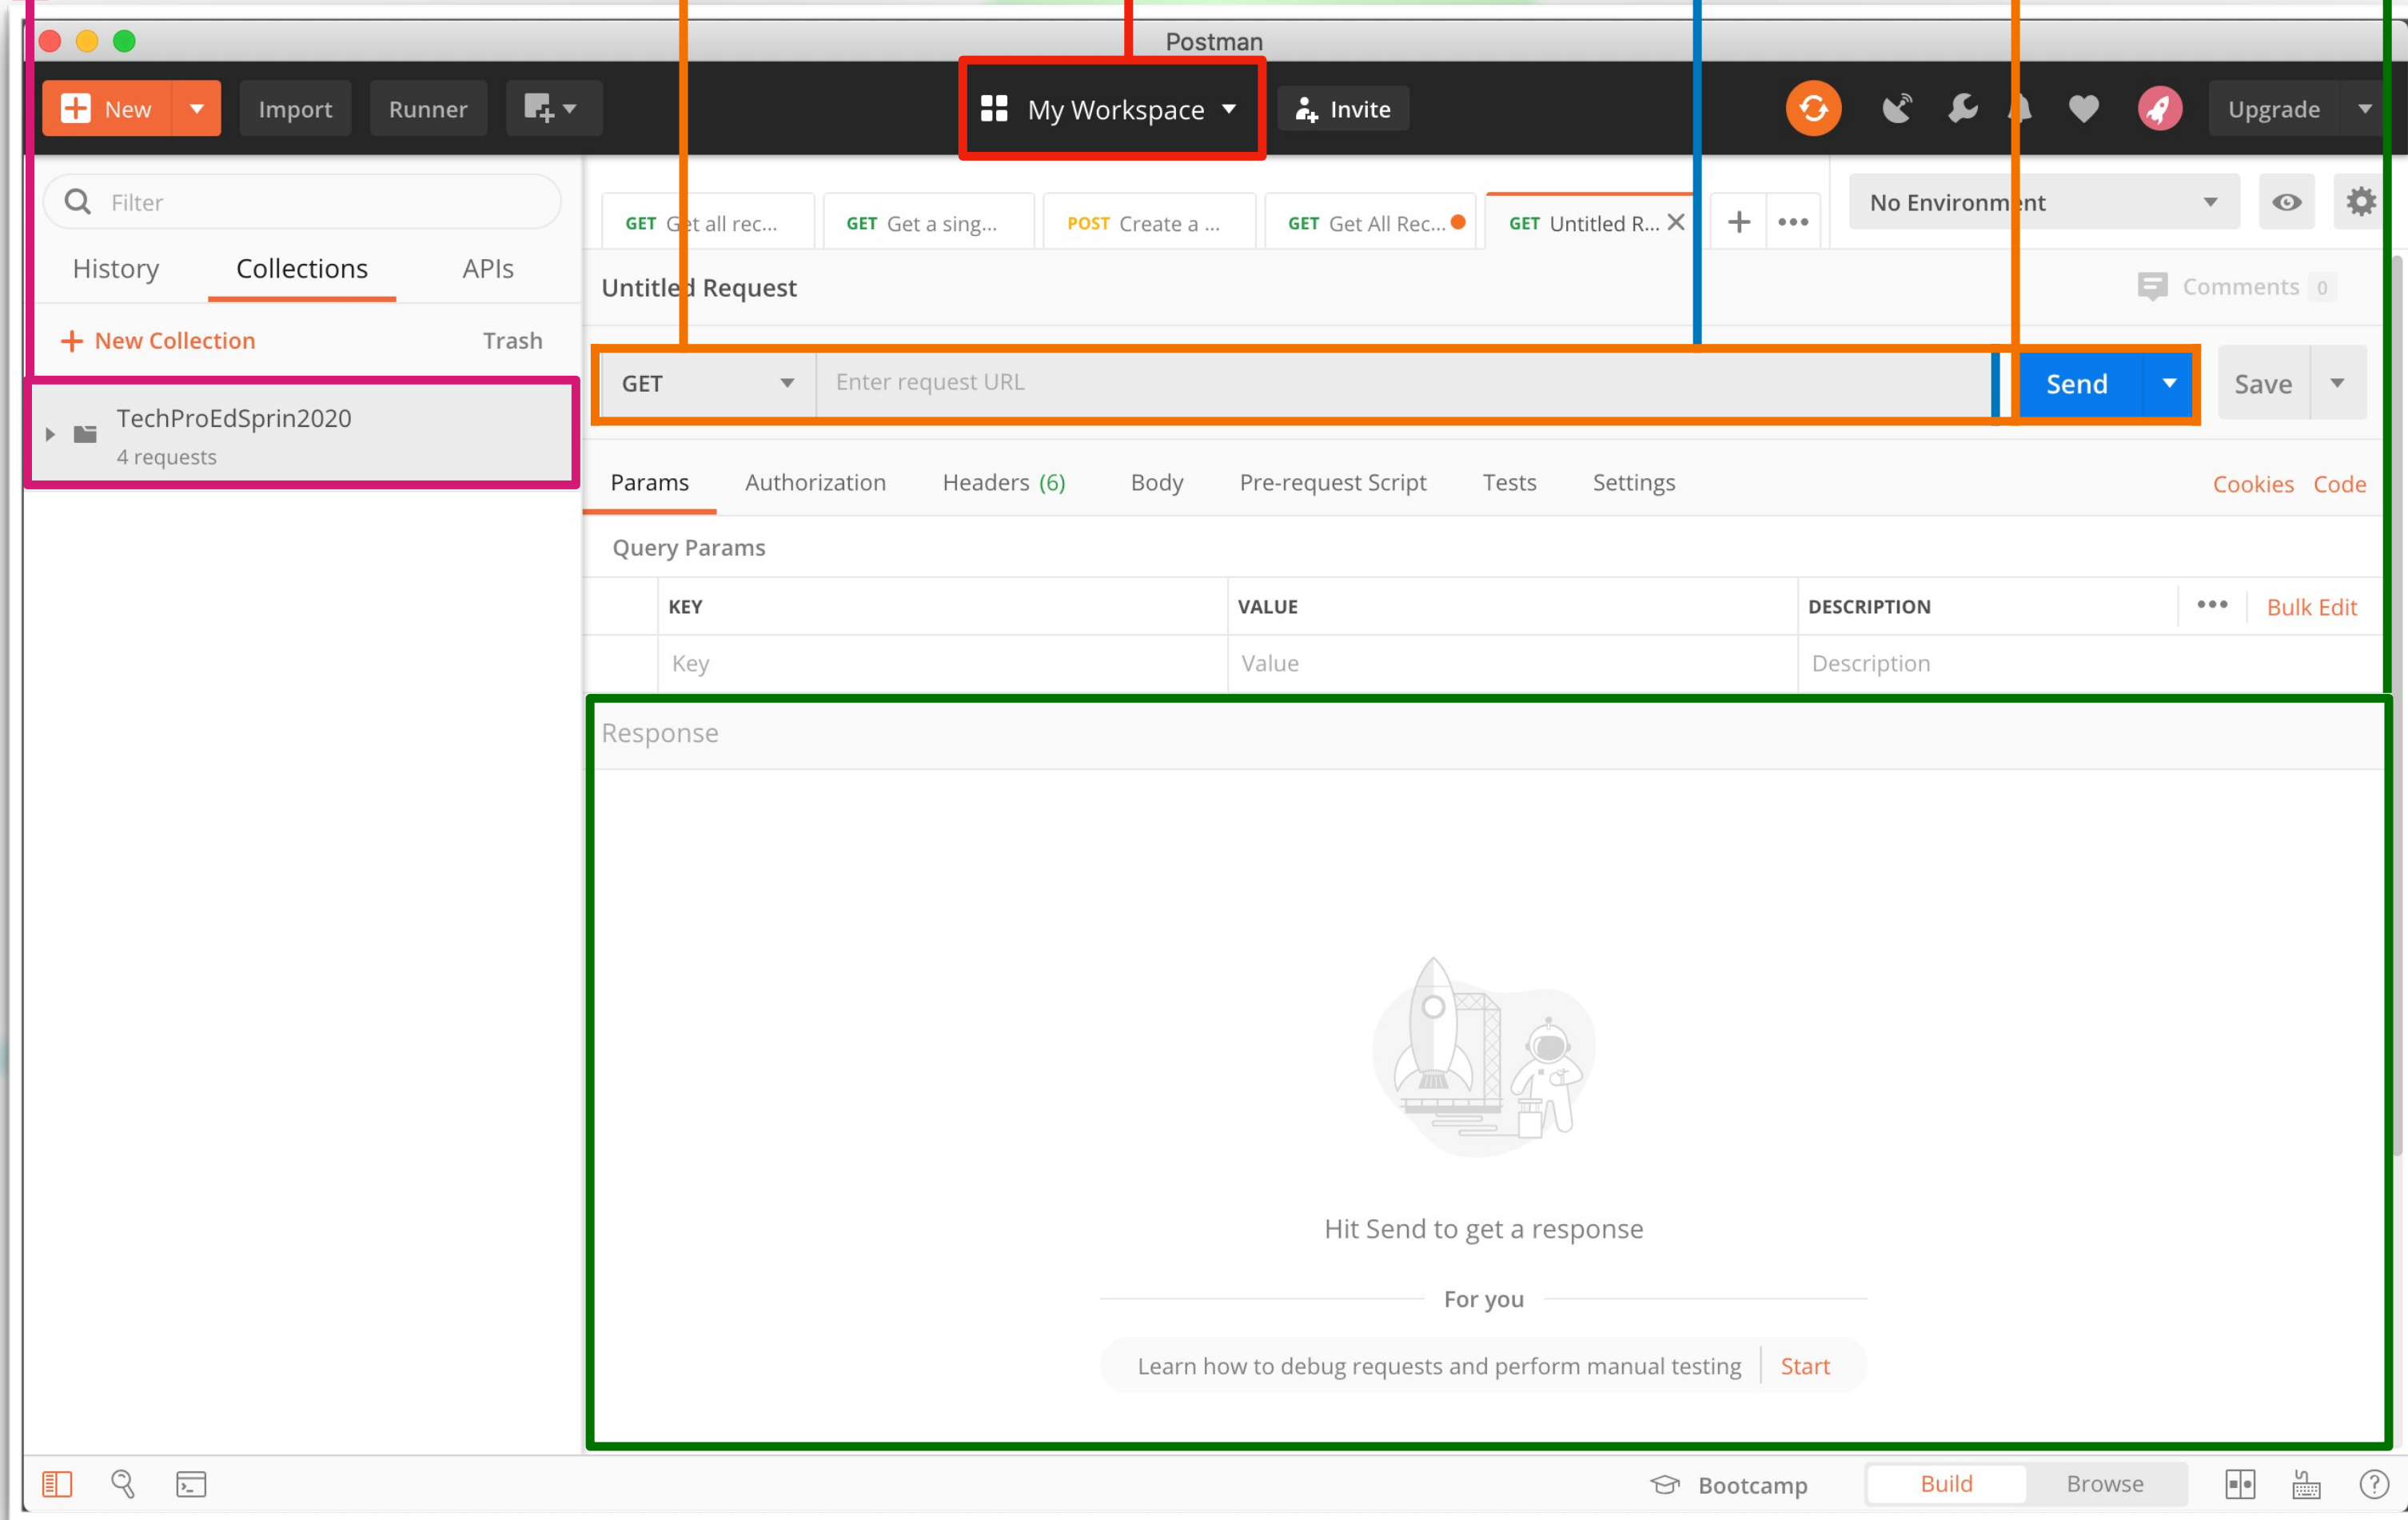 Postman
New Import Runner My Workspace Invite Upgrade
Filter
History Collections APIs
+ New Collection Trash
TechProEdSprin2020
4 requests
GET Get all rec... GET Get a sing... POST Create a ... GET Get All Rec... GET Untitled R... No Environment
Untitled Request Comments 0
GET Enter request URL Send Save
Params Authorization Headers (6) Body Pre-request Script Tests Settings Cookies Code
Query Params
KEY VALUE DESCRIPTION ••• Bulk Edit
Key Value Description
Response
Hit Send to get a response
For you
Learn how to debug requests and perform manual testing Start
Bootcamp Build Browse